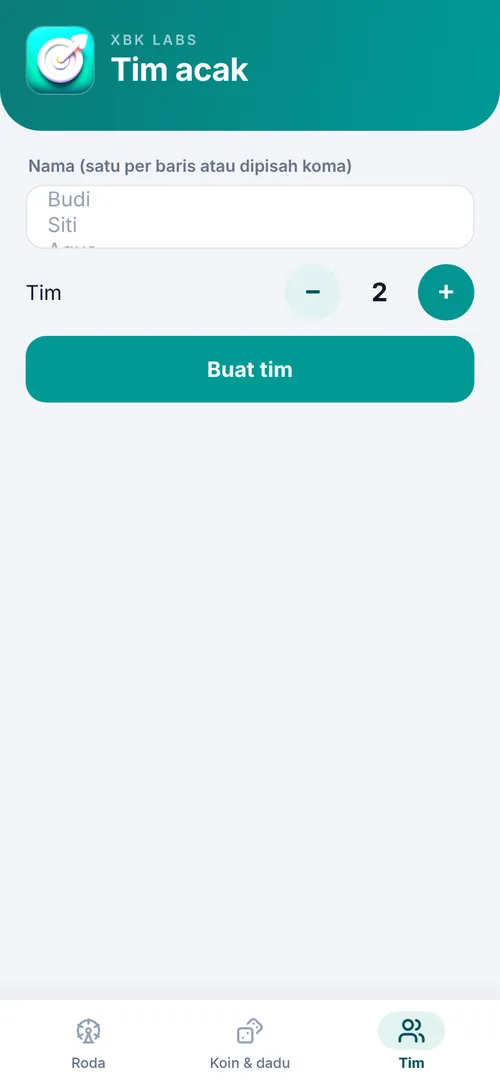 XBK LABS
Tim acak
Nama (satu per baris atau dipisah koma)
Budi
Siti
Tim
−
2
+
Buat tim
Roda
Koin & dadu
Tim